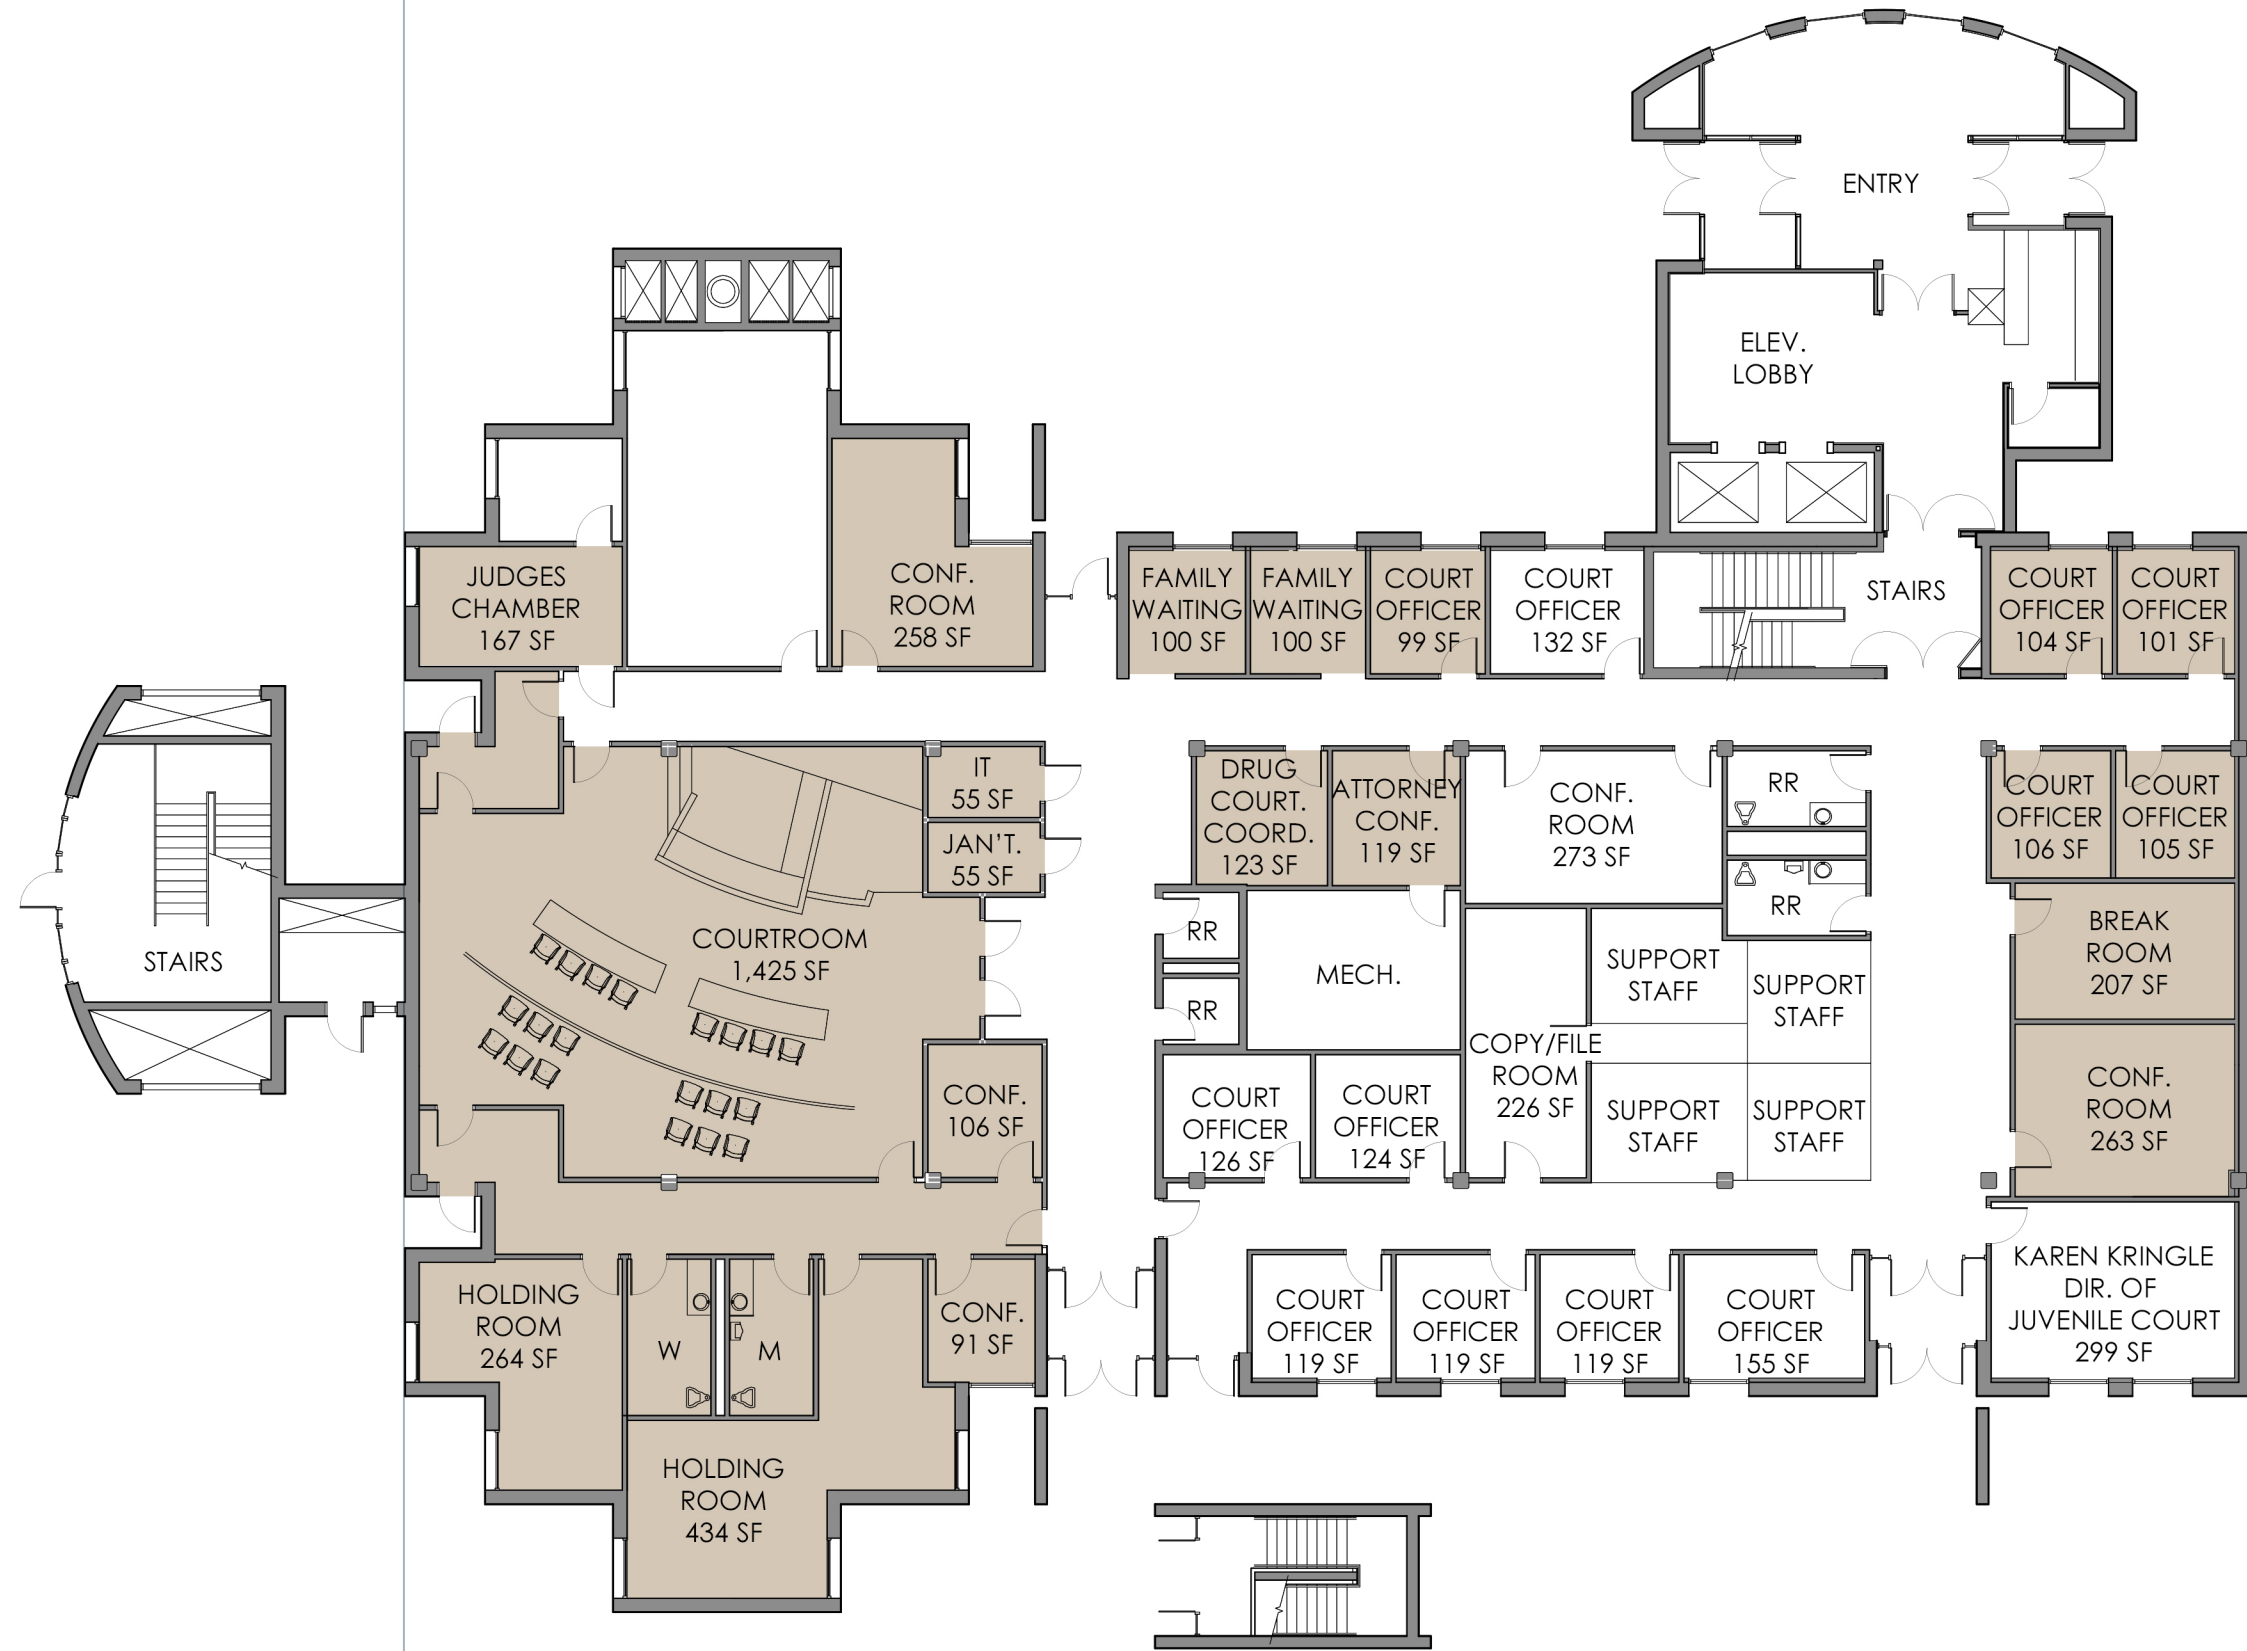 ENTRY
ELEV.
LOBBY
JUDGES
CHAMBER
167 SF
CONF.
ROOM
258 SF
FAMILY
WAITING
100 SF
FAMILY
WAITING
100 SF
COURT
OFFICER
99 SF
COURT
OFFICER
132 SF
STAIRS
COURT
OFFICER
104 SF
COURT
OFFICER
101 SF
IT
55 SF
JAN'T.
55 SF
DRUG
COURT.
COORD.
123 SF
ATTORNEY
CONF.
119 SF
CONF.
ROOM
273 SF
RR
RR
COURT
OFFICER
106 SF
COURT
OFFICER
105 SF
STAIRS
COURTROOM
1,425 SF
RR
RR
MECH.
SUPPORT
STAFF
SUPPORT
STAFF
BREAK
ROOM
207 SF
CONF.
106 SF
COURT
OFFICER
126 SF
COURT
OFFICER
124 SF
COPY/FILE
ROOM
226 SF
SUPPORT
STAFF
SUPPORT
STAFF
CONF.
ROOM
263 SF
HOLDING
ROOM
264 SF
W
M
CONF.
91 SF
COURT
OFFICER
119 SF
COURT
OFFICER
119 SF
COURT
OFFICER
119 SF
COURT
OFFICER
155 SF
KAREN KRINGLE
DIR. OF
JUVENILE COURT
299 SF
HOLDING
ROOM
434 SF